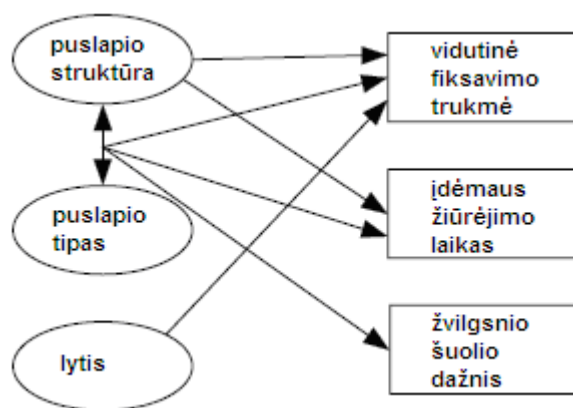 puslapio
struktūra
puslapio
tipas
lytis
vidutinė
fiksavimo
trukmė
įdėmaus
žiūrėjimo
laikas
žvilgsnio
šuolio
dažnis